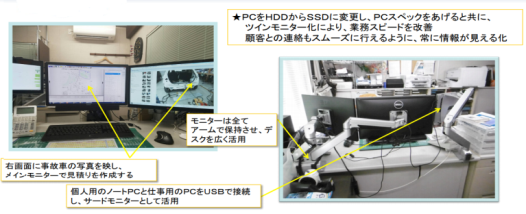 ★PCをHDDからSSDに変更し、PCスペックをあげると共に、
ツインモニター化により、業務スピードを改善
顧客との連絡もスムーズに行えるように、常に情報が見える化
モニターは全て
アームで保持させ、デ
スクを広く活用
右画面に事故車の写真を映し、
メインモニターで見積りを作成する
個人用のノートPCと仕事用のPCをUSBで接続
し、サードモニターとして活用